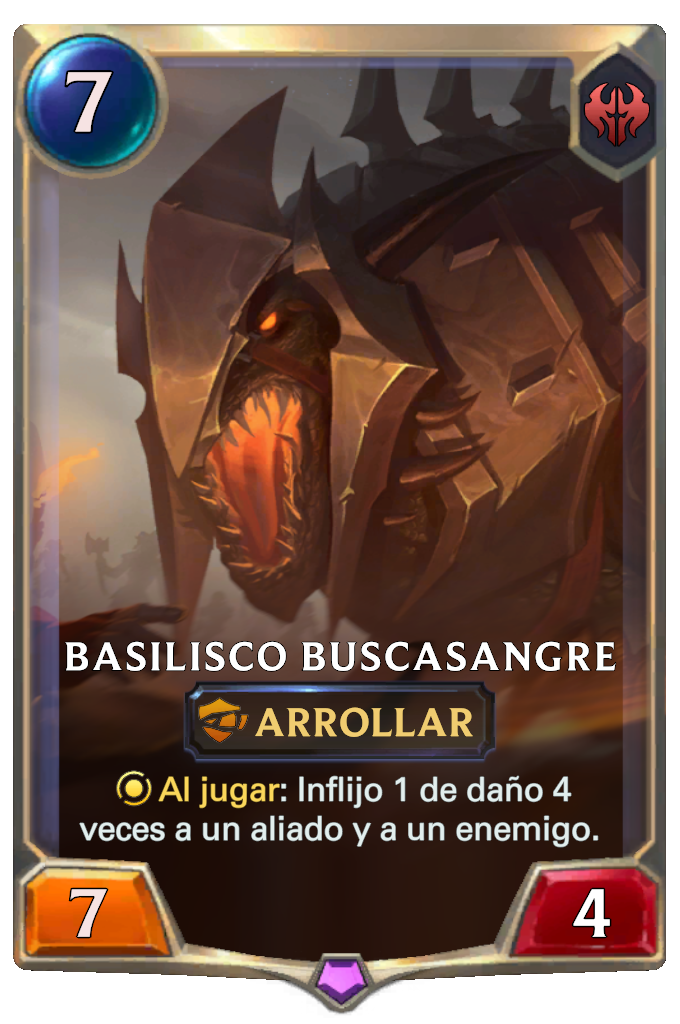 7
BASILISCO BUSCASANGRE
ARROLLAR
Al jugar: Inflijo 1 de daño 4
veces a un aliado y a un enemigo.
7
4